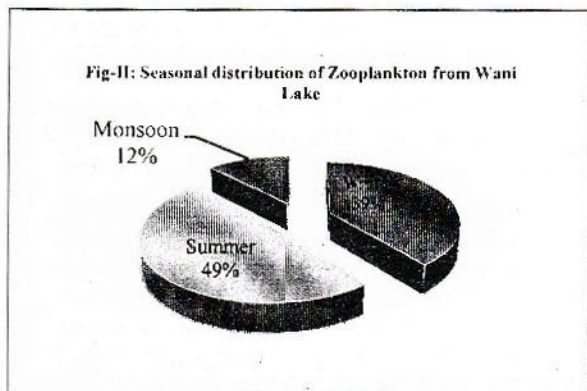 Fig-II: Seasonal distribution of Zooplankton from Wani
Lake
Monsoon
12%
Summer
49%